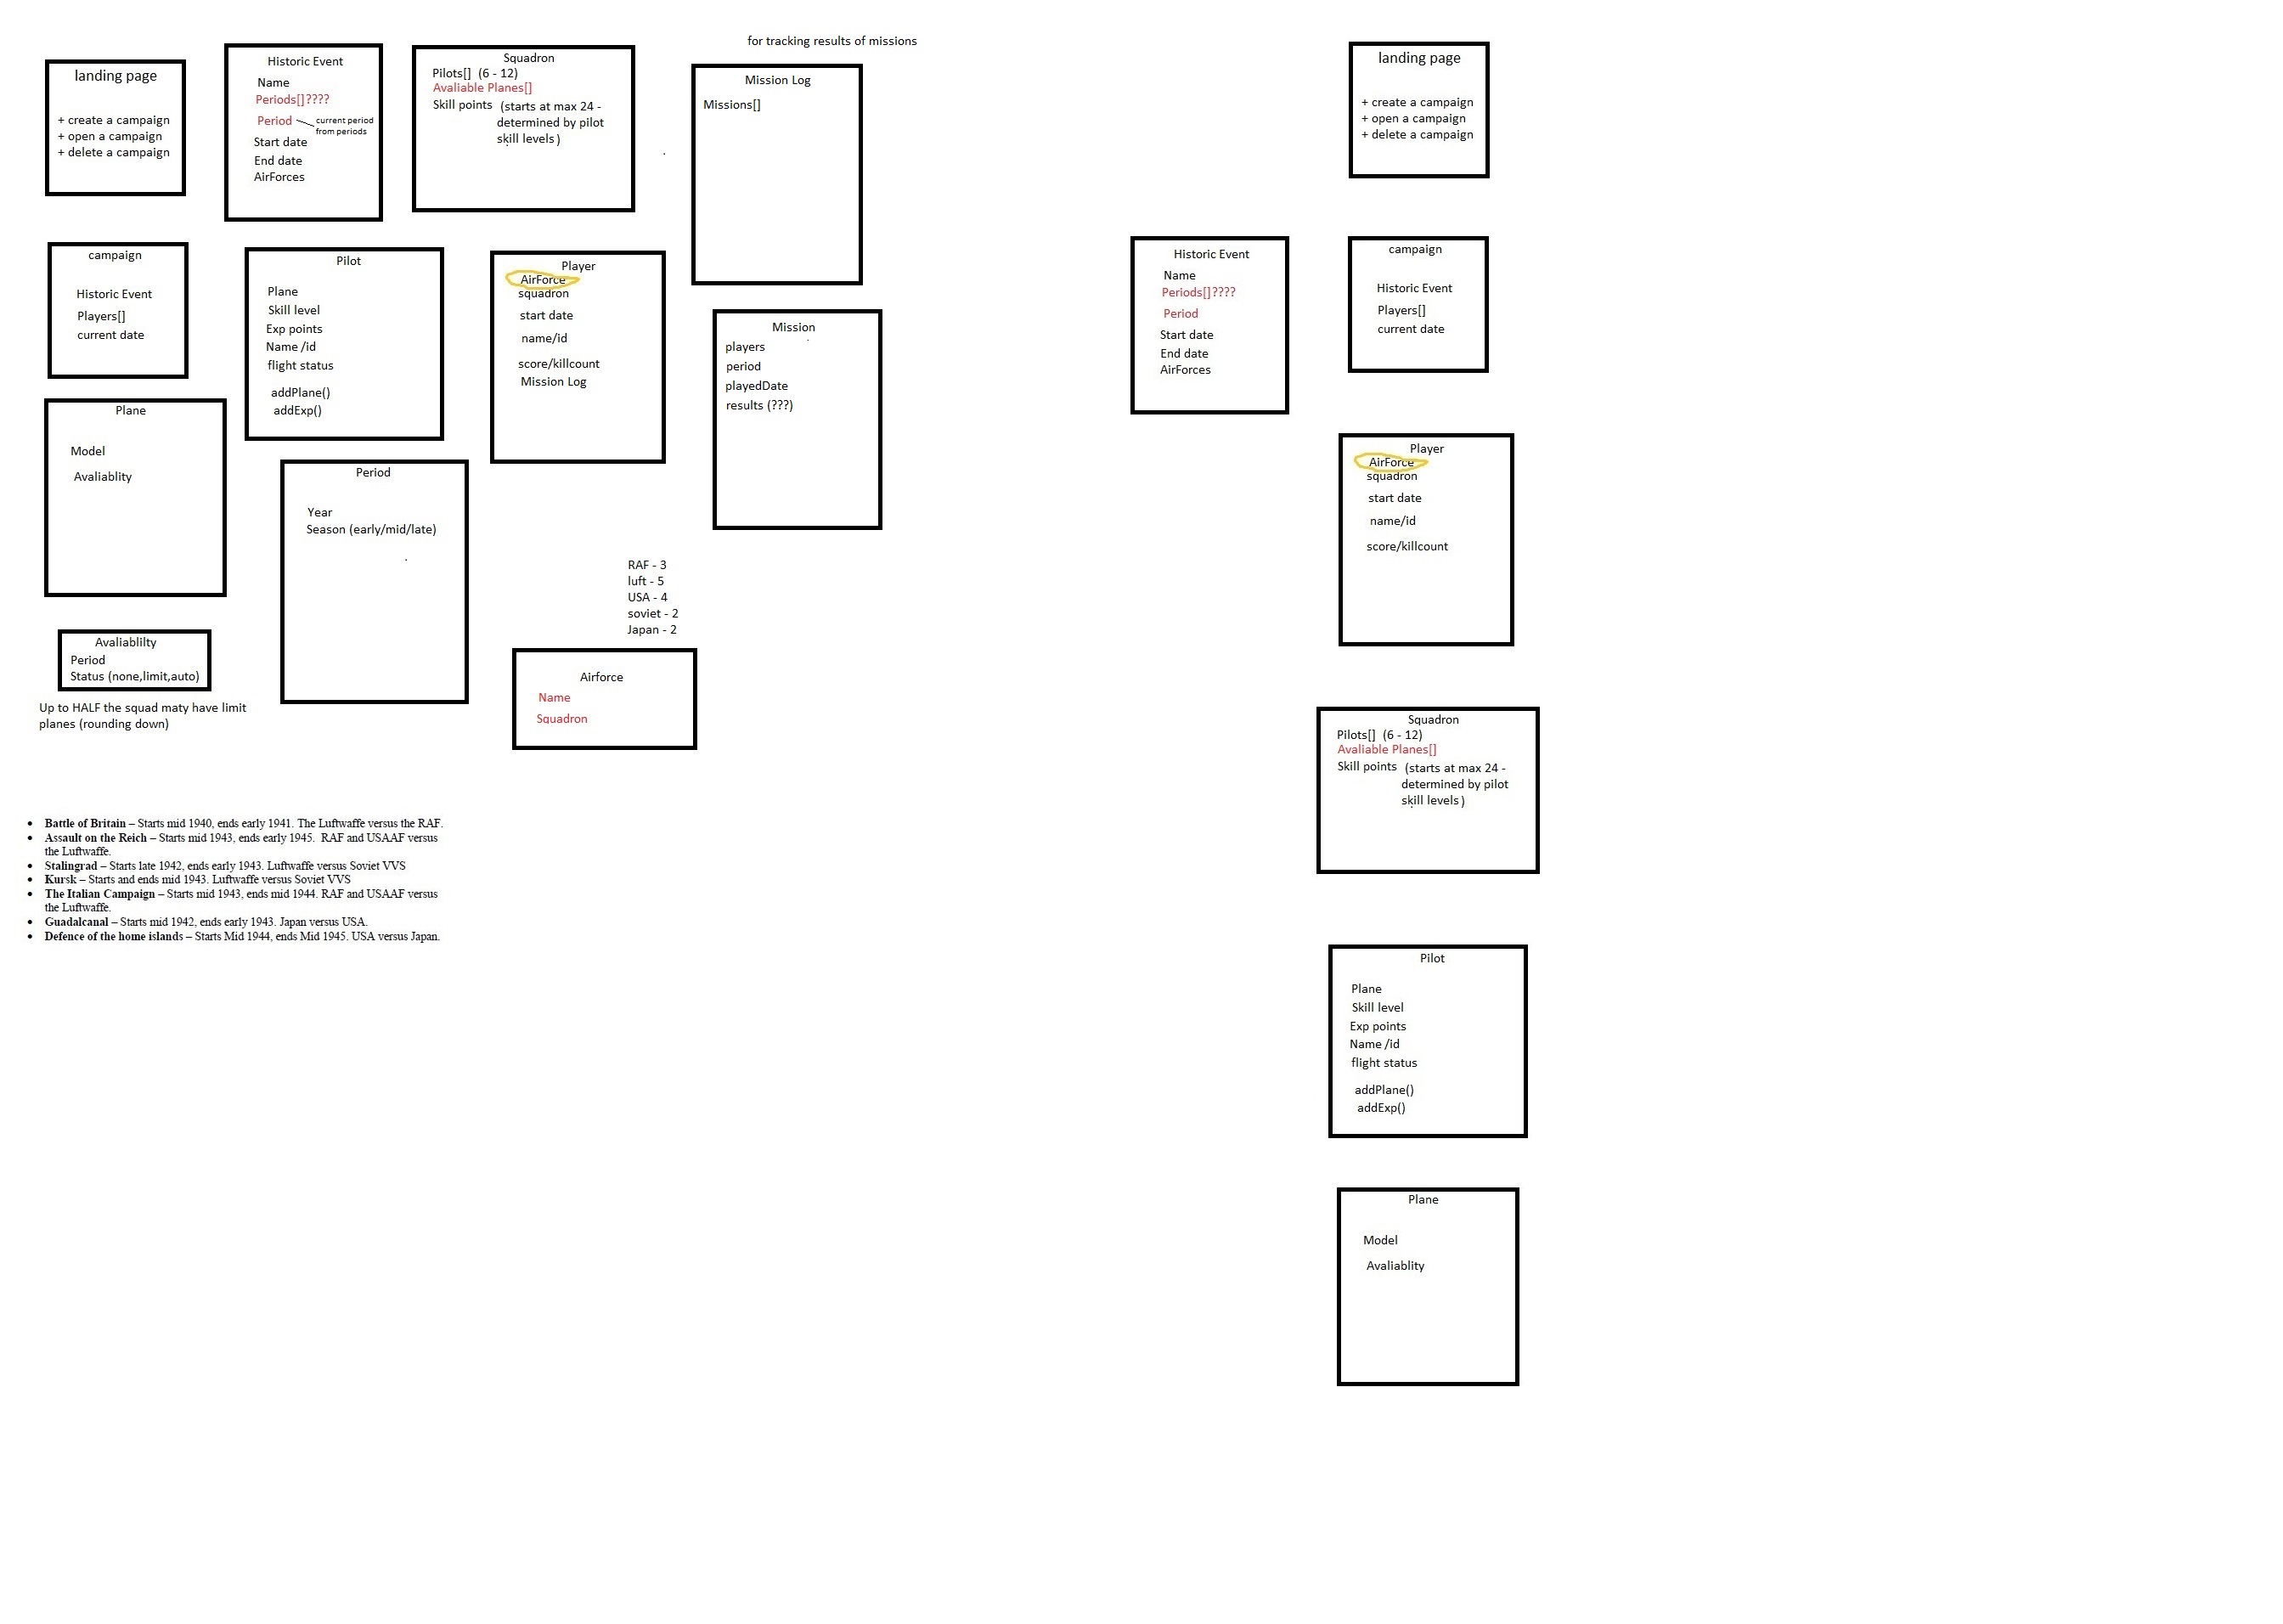 for tracking results of missions
landing page
+ create a campaign
+ open a campaign
+ delete a campaign
Historic Event
Name
Periods[]????
Period
current period
from periods
Start date
End date
AirForces
Squadron
Pilots[] (6 - 12)
Avaliable Planes[]
Skill points (starts at max 24 -
determined by pilot
skill levels)
Mission Log
Missions[]
campaign
Historic Event
Players[]
current date
Pilot
Plane
Skill level
Exp points
Name /id
flight status
addPlane()
addExp()
Player
AirForce
squadron
start date
name/id
score/killcount
Mission Log
Mission
players
period
playedDate
results (???)
Plane
Model
Avaliablity
Period
Year
Season (early/mid/late)
RAF - 3
luft - 5
USA - 4
soviet - 2
Japan - 2
Avaliablilty
Period
Status (none,limit,auto)
Up to HALF the squad maty have limit
planes (rounding down)
Airforce
Name
Squadron
• Battle of Britain – Starts mid 1940, ends early 1941. The Luftwaffe versus the RAF.
• Assault on the Reich – Starts mid 1943, ends early 1945. RAF and USAAF versus
the Luftwaffe.
• Stalingrad – Starts late 1942, ends early 1943. Luftwaffe versus Soviet VVS
• Kursk – Starts and ends mid 1943. Luftwaffe versus Soviet VVS
• The Italian Campaign – Starts mid 1943, ends mid 1944. RAF and USAAF versus
the Luftwaffe.
• Guadalcanal – Starts mid 1942, ends early 1943. Japan versus USA.
• Defence of the home islands – Starts Mid 1944, ends Mid 1945. USA versus Japan.
landing page
+ create a campaign
+ open a campaign
+ delete a campaign
Historic Event
Name
Periods[]????
Period
Start date
End date
AirForces
campaign
Historic Event
Players[]
current date
Player
AirForce
squadron
start date
name/id
score/killcount
Squadron
Pilots[] (6 - 12)
Avaliable Planes[]
Skill points (starts at max 24 -
determined by pilot
skill levels)
Pilot
Plane
Skill level
Exp points
Name /id
flight status
addPlane()
addExp()
Plane
Model
Avaliablity